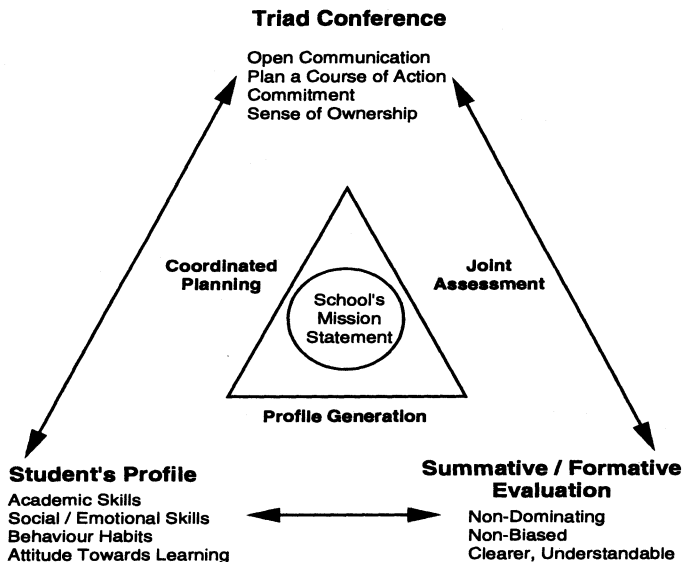 Triad Conference
Open Communication
Plan a Course of Action
Commitment
Sense of Ownership
Coordinated
Planning
Joint
Assessment
School's
Mission
Statement
Profile Generation
Student's Profile
Academic Skills
Social / Emotional Skills
Behaviour Habits
Attitude Towards Learning
Summative / Formative
Evaluation
Non-Dominating
Non-Biased
Clearer, Understandable